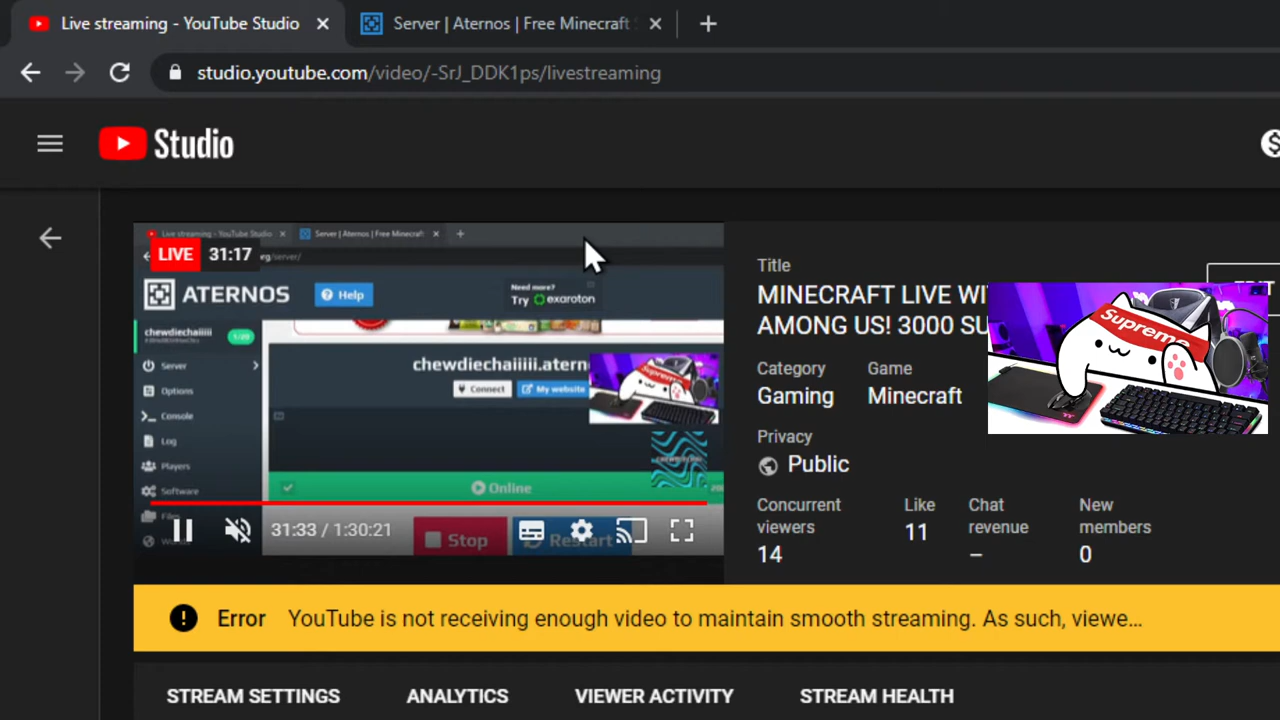 Live streaming - YouTube Studio
Server | Aternos | Free Minecraft S
studio.youtube.com/video/-SrJ_DDK1ps/livestreaming
Studio
Live streaming - YouTube Studio
Server | Aternos | Free Minecraft
LIVE 31:17
/server/
ATERNOS
Help
Need more?
Try exaroton
chewdiechaiiiii
1/20
Server
Options
Console
Log
Players
Software
Files
chewdiechaiiiii.atern
Connect
My website
Online
31:33 / 1:30:21
Stop
Restart
Title
MINECRAFT LIVE WI
AMONG US! 3000 SU
Category
Gaming
Game
Minecraft
Supreme
Privacy
Public
Concurrent
viewers
14
Like
11
Chat
revenue
–
New
members
0
Error YouTube is not receiving enough video to maintain smooth streaming. As such, viewe...
STREAM SETTINGS
ANALYTICS
VIEWER ACTIVITY
STREAM HEALTH